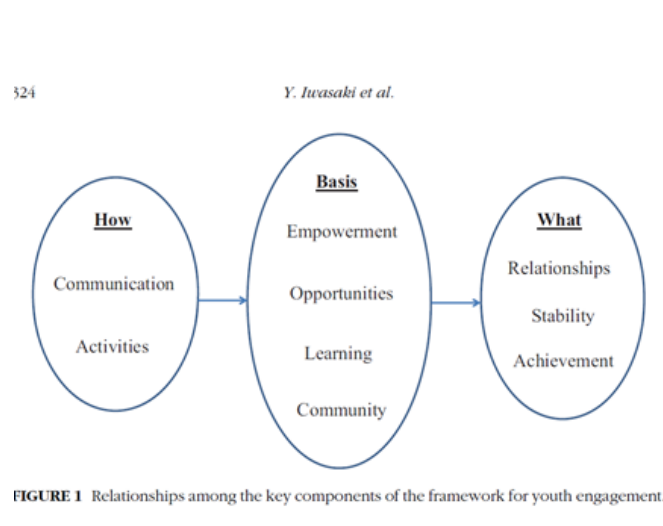 324
Y. Iwasaki et al.
How
Communication
Activities
Basis
Empowerment
Opportunities
Learning
Community
What
Relationships
Stability
Achievement
FIGURE 1 Relationships among the key components of the framework for youth engagement.